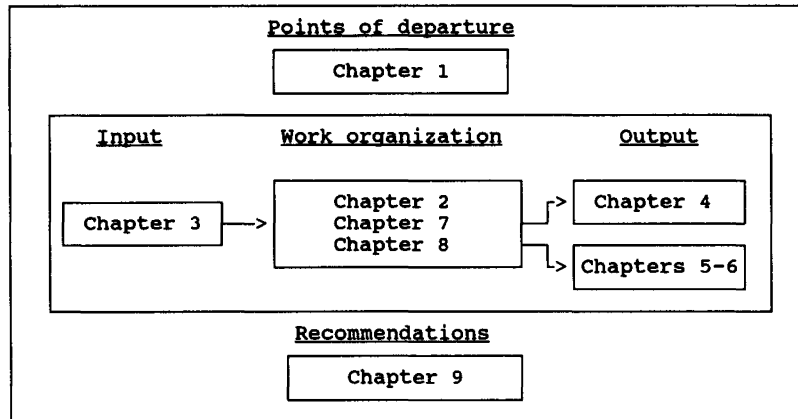 Points of departure
Chapter 1
Input Work organization Output
Chapter 2
Chapter 3 --> Chapter 7 Chapter 4
Chapter 8
Chapters 5-6
Recommendations
Chapter 9